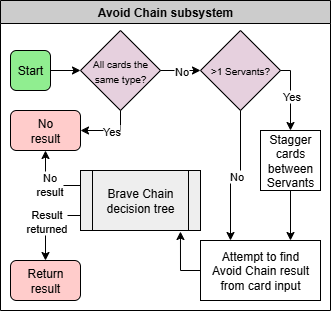 Avoid Chain subsystem
Start
All cards the
same type?
No
>1 Servants?
Yes
Yes
No
result
Stagger
cards
between
Servants
No
result
Brave Chain
decision tree
No
Result
returned
Return
result
Attempt to find
Avoid Chain result
from card input